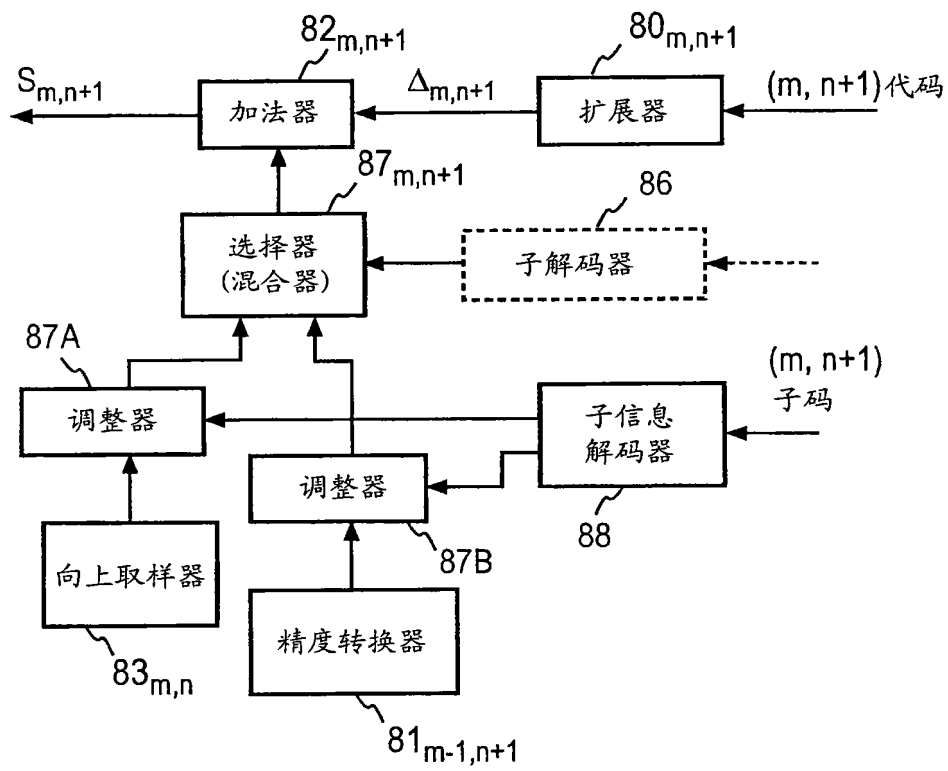 82m,n+1
80m,n+1
Sm,n+1
加法器
Δm,n+1
扩展器
(m, n+1)代码
87m,n+1
86
选择器
(混合器)
子解码器
87A
(m, n+1)
子码
调整器
子信息
解码器
调整器
88
87B
向上取样器
精度转换器
83m,n
81m-1,n+1